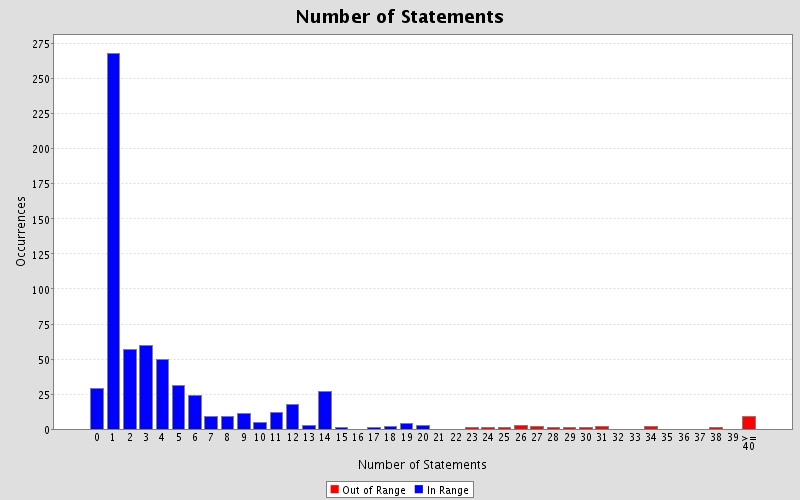 Number of Statements
275
250
225
200
175
150
125
100
75
50
25
0
Occurrences
0 1 2 3 4 5 6 7 8 9 10 11 12 13 14 15 16 17 18 19 20 21 22 23 24 25 26 27 28 29 30 31 32 33 34 35 36 37 38 39 >=
40
Number of Statements
Out of Range In Range